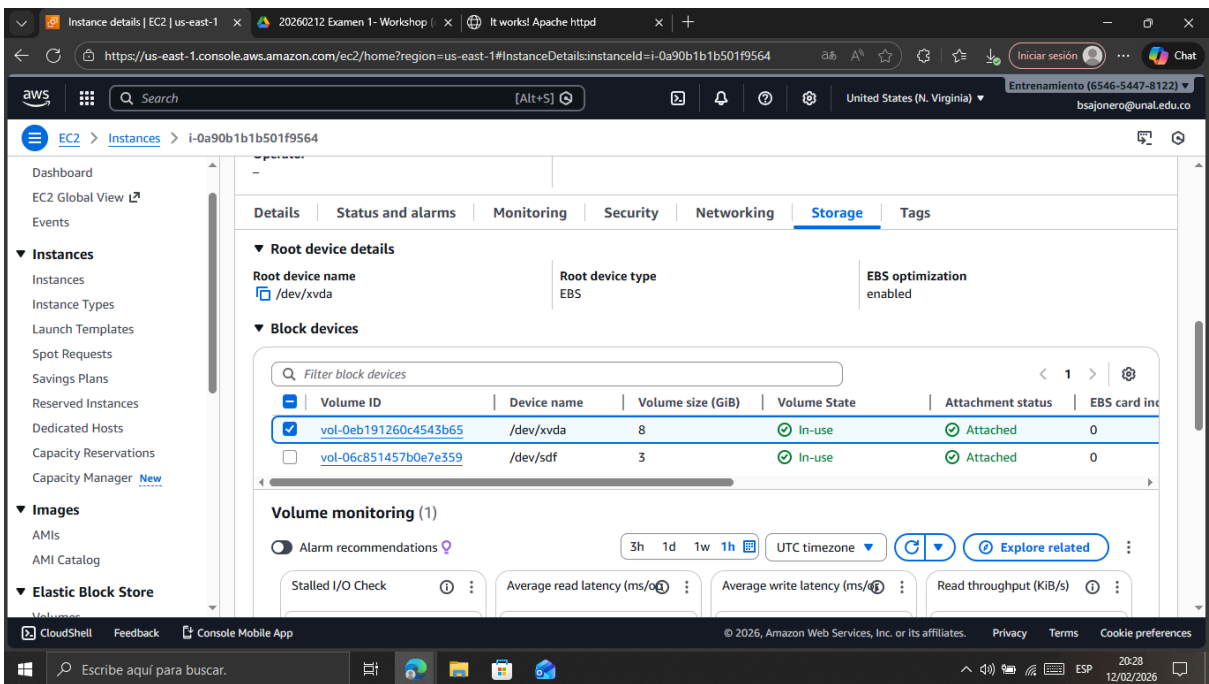 Instance details | EC2 | us-east-1
20260212 Examen 1- Workshop (
It works! Apache httpd
https://us-east-1.console.aws.amazon.com/ec2/home?region=us-east-1#InstanceDetails:instanceId=i-0a90b1b1b501f9564
Iniciar sesión
Chat
aws
Search
[Alt+S]
United States (N. Virginia)
Entrenamiento (6546-5447-8122)
bsajonero@unal.edu.co
EC2 > Instances > i-0a90b1b1b501f9564
Dashboard
EC2 Global View
Events
Instances
Instances
Instance Types
Launch Templates
Spot Requests
Savings Plans
Reserved Instances
Dedicated Hosts
Capacity Reservations
Capacity Manager New
Images
AMIs
AMI Catalog
Elastic Block Store
Volumes
Operator
–
Details Status and alarms Monitoring Security Networking Storage Tags
Root device details
Root device name Root device type EBS optimization
/dev/xvda EBS enabled
Block devices
Filter block devices
1
Volume ID Device name Volume size (GiB) Volume State Attachment status EBS card ind
vol-0eb191260c4543b65 /dev/xvda 8 In-use Attached 0
vol-06c851457b0e7e359 /dev/sdf 3 In-use Attached 0
Volume monitoring (1)
Alarm recommendations
3h 1d 1w 1h UTC timezone Explore related
Stalled I/O Check Average read latency (ms/op) Average write latency (ms/op) Read throughput (KiB/s)
CloudShell Feedback Console Mobile App © 2026, Amazon Web Services, Inc. or its affiliates. Privacy Terms Cookie preferences
Escribe aquí para buscar.
ESP
20:28
12/02/2026